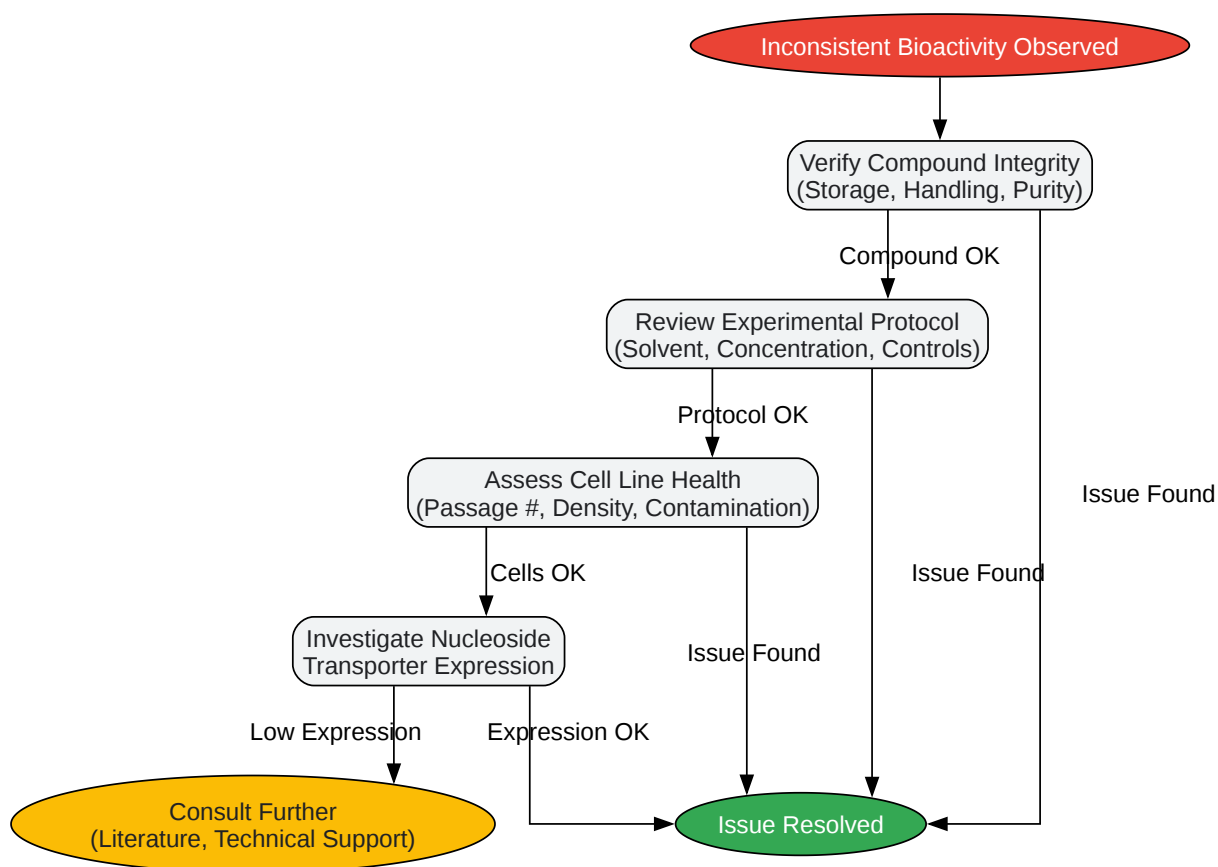 Inconsistent Bioactivity Observed
Verify Compound Integrity
(Storage, Handling, Purity)
Compound OK
Review Experimental Protocol
(Solvent, Concentration, Controls)
Protocol OK
Assess Cell Line Health
(Passage #, Density, Contamination)
Issue Found
Cells OK
Issue Found
Investigate Nucleoside
Transporter Expression
Issue Found
Low Expression
Expression OK
Consult Further
(Literature, Technical Support)
Issue Resolved